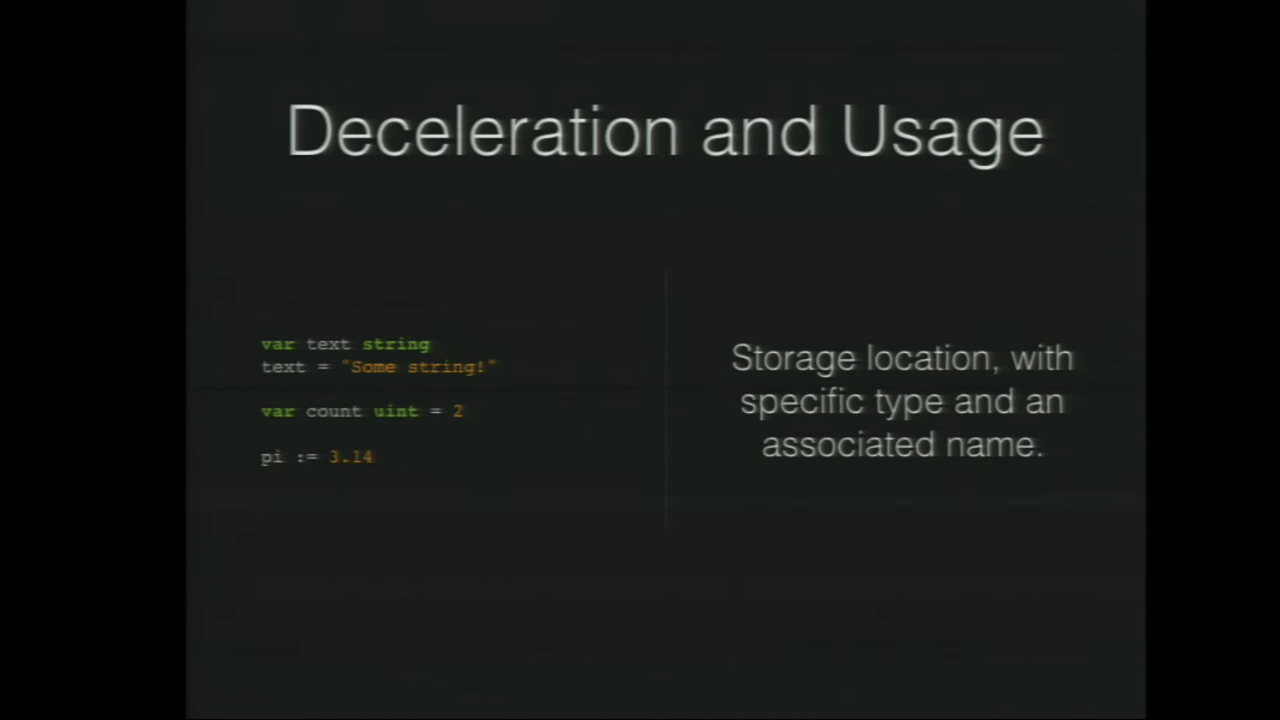 Deceleration and Usage
var text string
text = "Some string!"
var count uint = 2
pi := 3.14
Storage location, with
specific type and an
associated name.